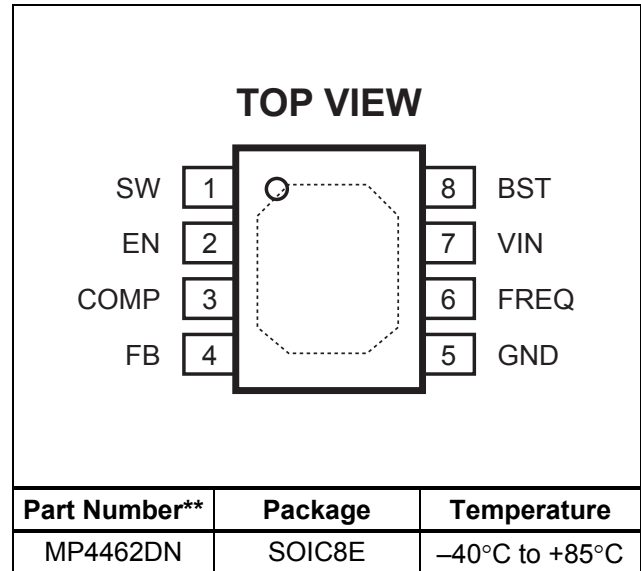 TOP VIEW
SW 1 8 BST
EN 2 7 VIN
COMP 3 6 FREQ
FB 4 5 GND
Part Number** Package Temperature
MP4462DN SOIC8E –40°C to +85°C